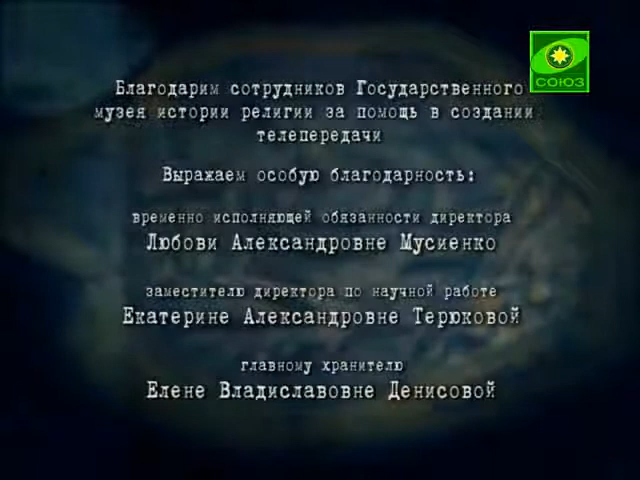 СОЮЗ
Благодарим сотрудников Государственного
музея истории религии за помощь в создании
телепередачи
Выражаем особую благодарность:
временно исполняющей обязанности директора
Любови Александровне Мусиенко
заместителю директора по научной работе
Екатерине Александровне Терюковой
главному хранителю
Елене Владиславовне Денисовой